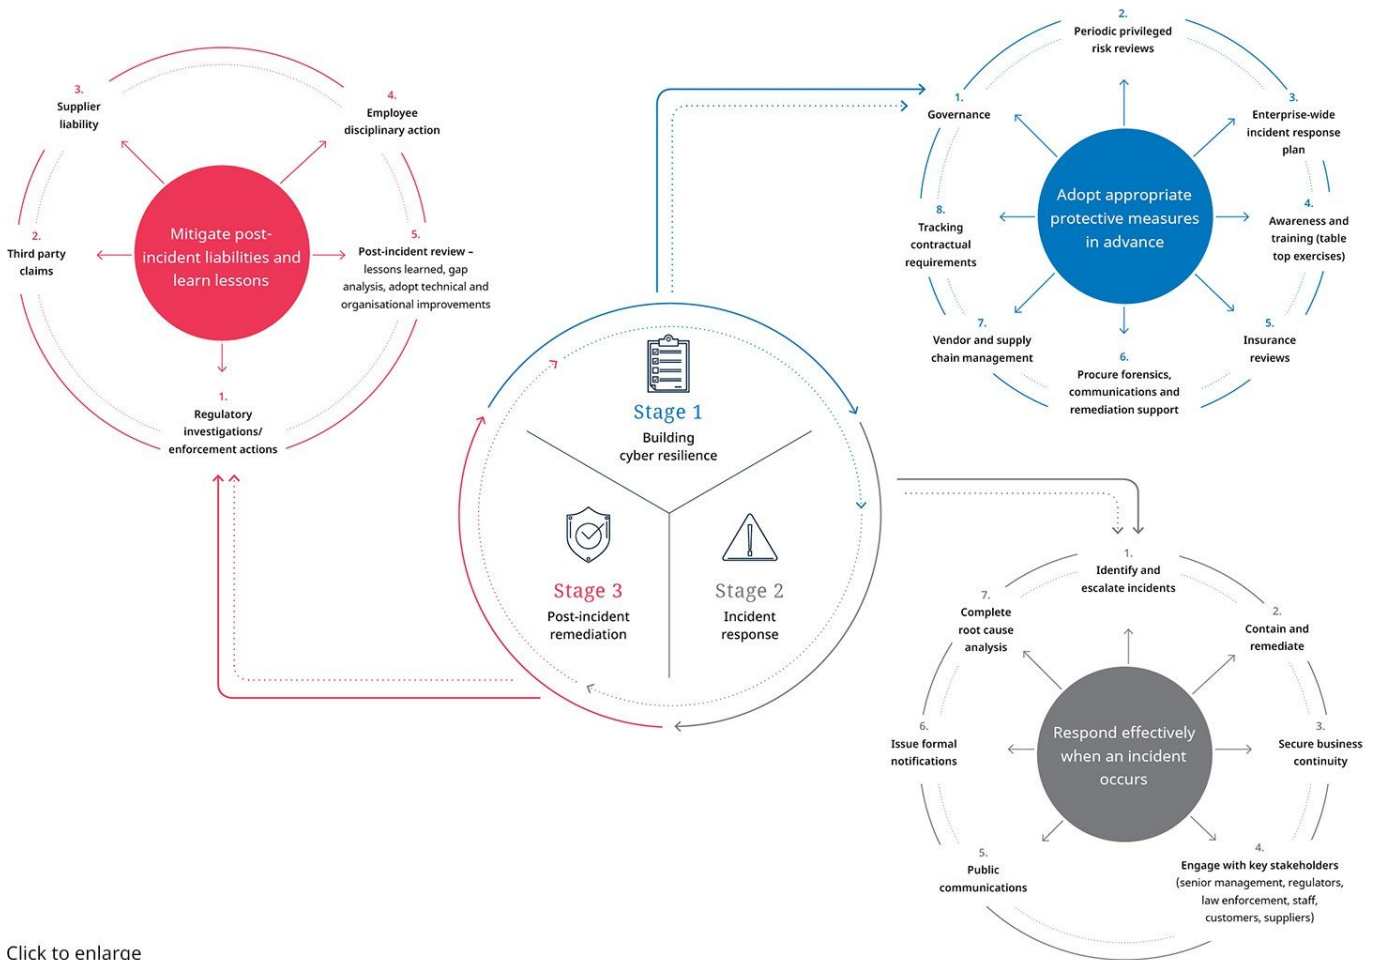 3.
Supplier
liability
4.
Employee
disciplinary action
2.
Third party
claims
Mitigate post-
incident liabilities and
learn lessons
5.
Post-incident review –
lessons learned, gap
analysis, adopt technical and
organisational improvements
1.
Regulatory
investigations/
enforcement actions
2.
Periodic privileged
risk reviews
1.
Governance
3.
Enterprise-wide
incident response
plan
Adopt appropriate
protective measures
in advance
8.
Tracking
contractual
requirements
4.
Awareness and
training (table
top exercises)
7.
Vendor and supply
chain management
5.
Insurance
reviews
6.
Procure forensics,
communications and
remediation support
Stage 1
Building
cyber resilience
Stage 3
Post-incident
remediation
Stage 2
Incident
response
1.
Identify and
escalate incidents
7.
Complete
root cause
analysis
2.
Contain and
remediate
6.
Issue formal
notifications
Respond effectively
when an incident
occurs
3.
Secure business
continuity
5.
Public
communications
4.
Engage with key stakeholders
(senior management, regulators,
law enforcement, staff,
customers, suppliers)
Click to enlarge